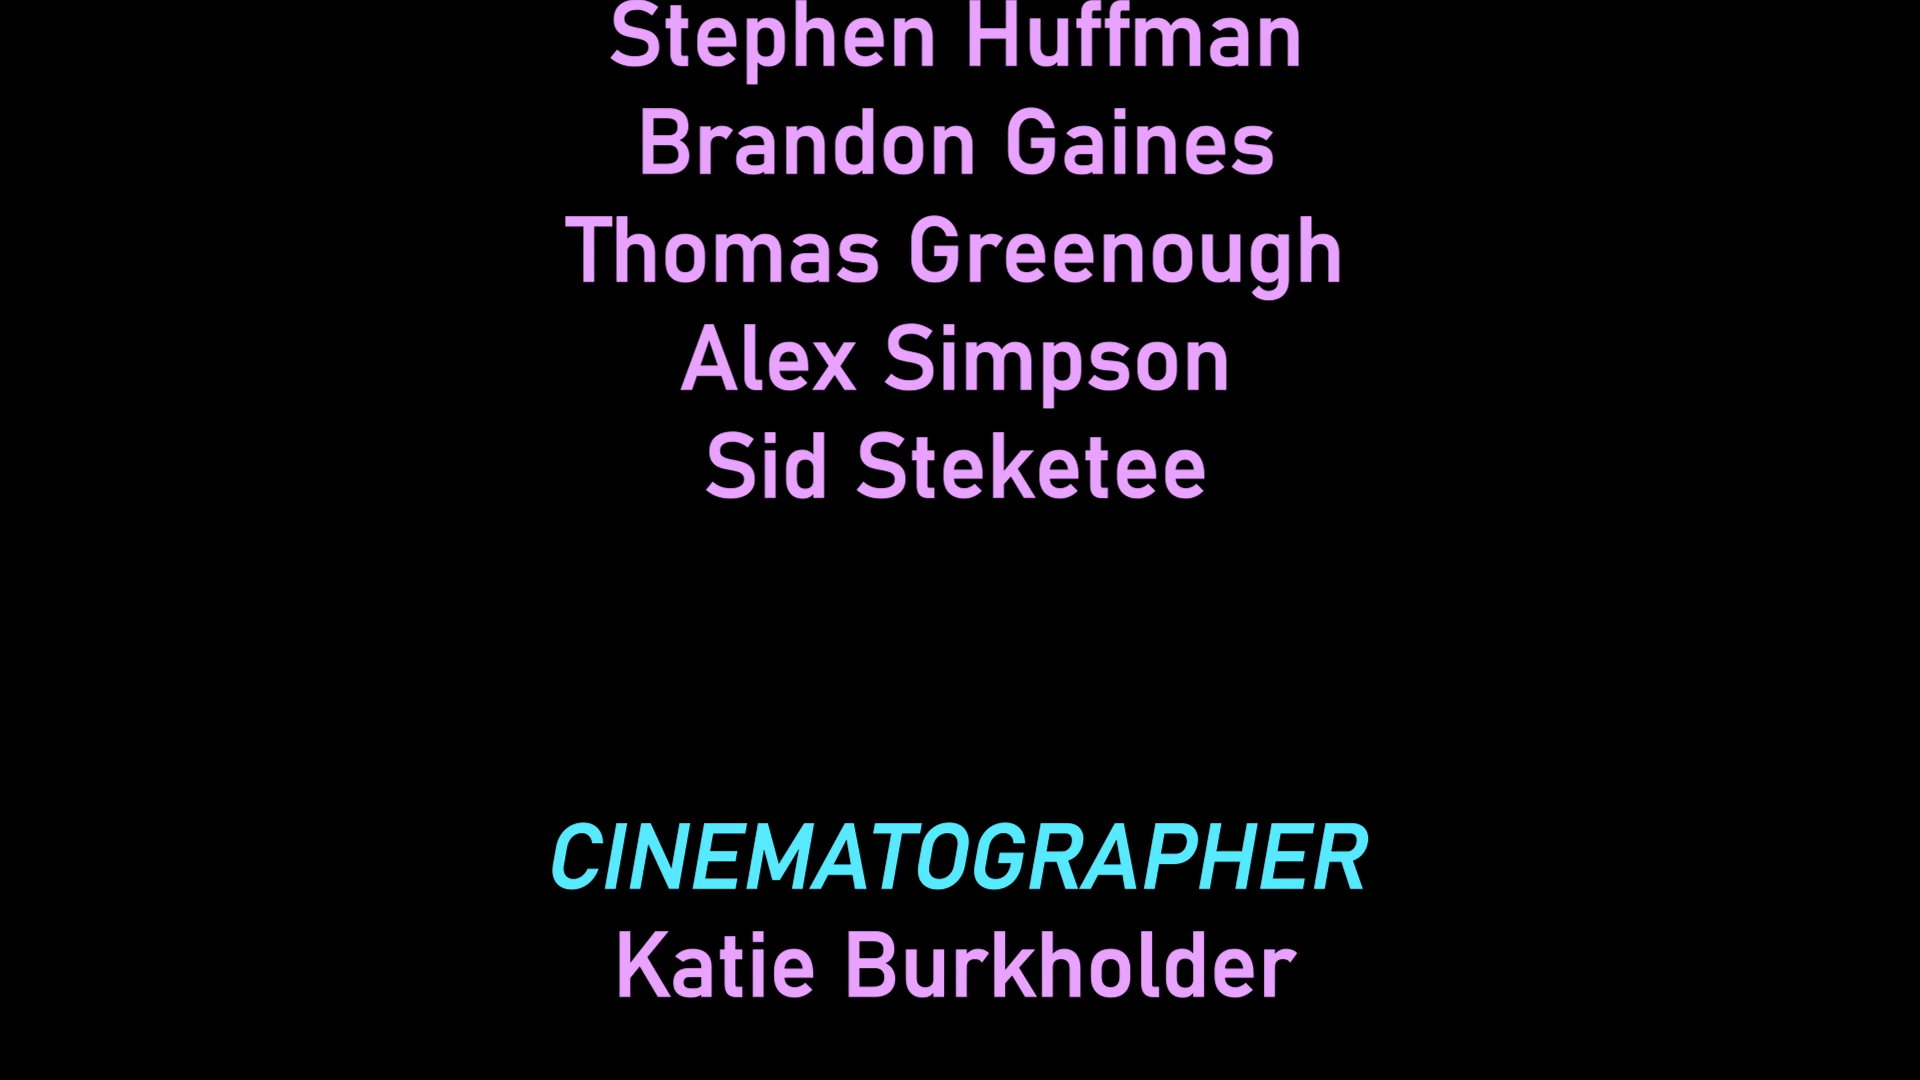 Stephen Huffman
Brandon Gaines
Thomas Greenough
Alex Simpson
Sid Steketee
CINEMATOGRAPHER
Katie Burkholder